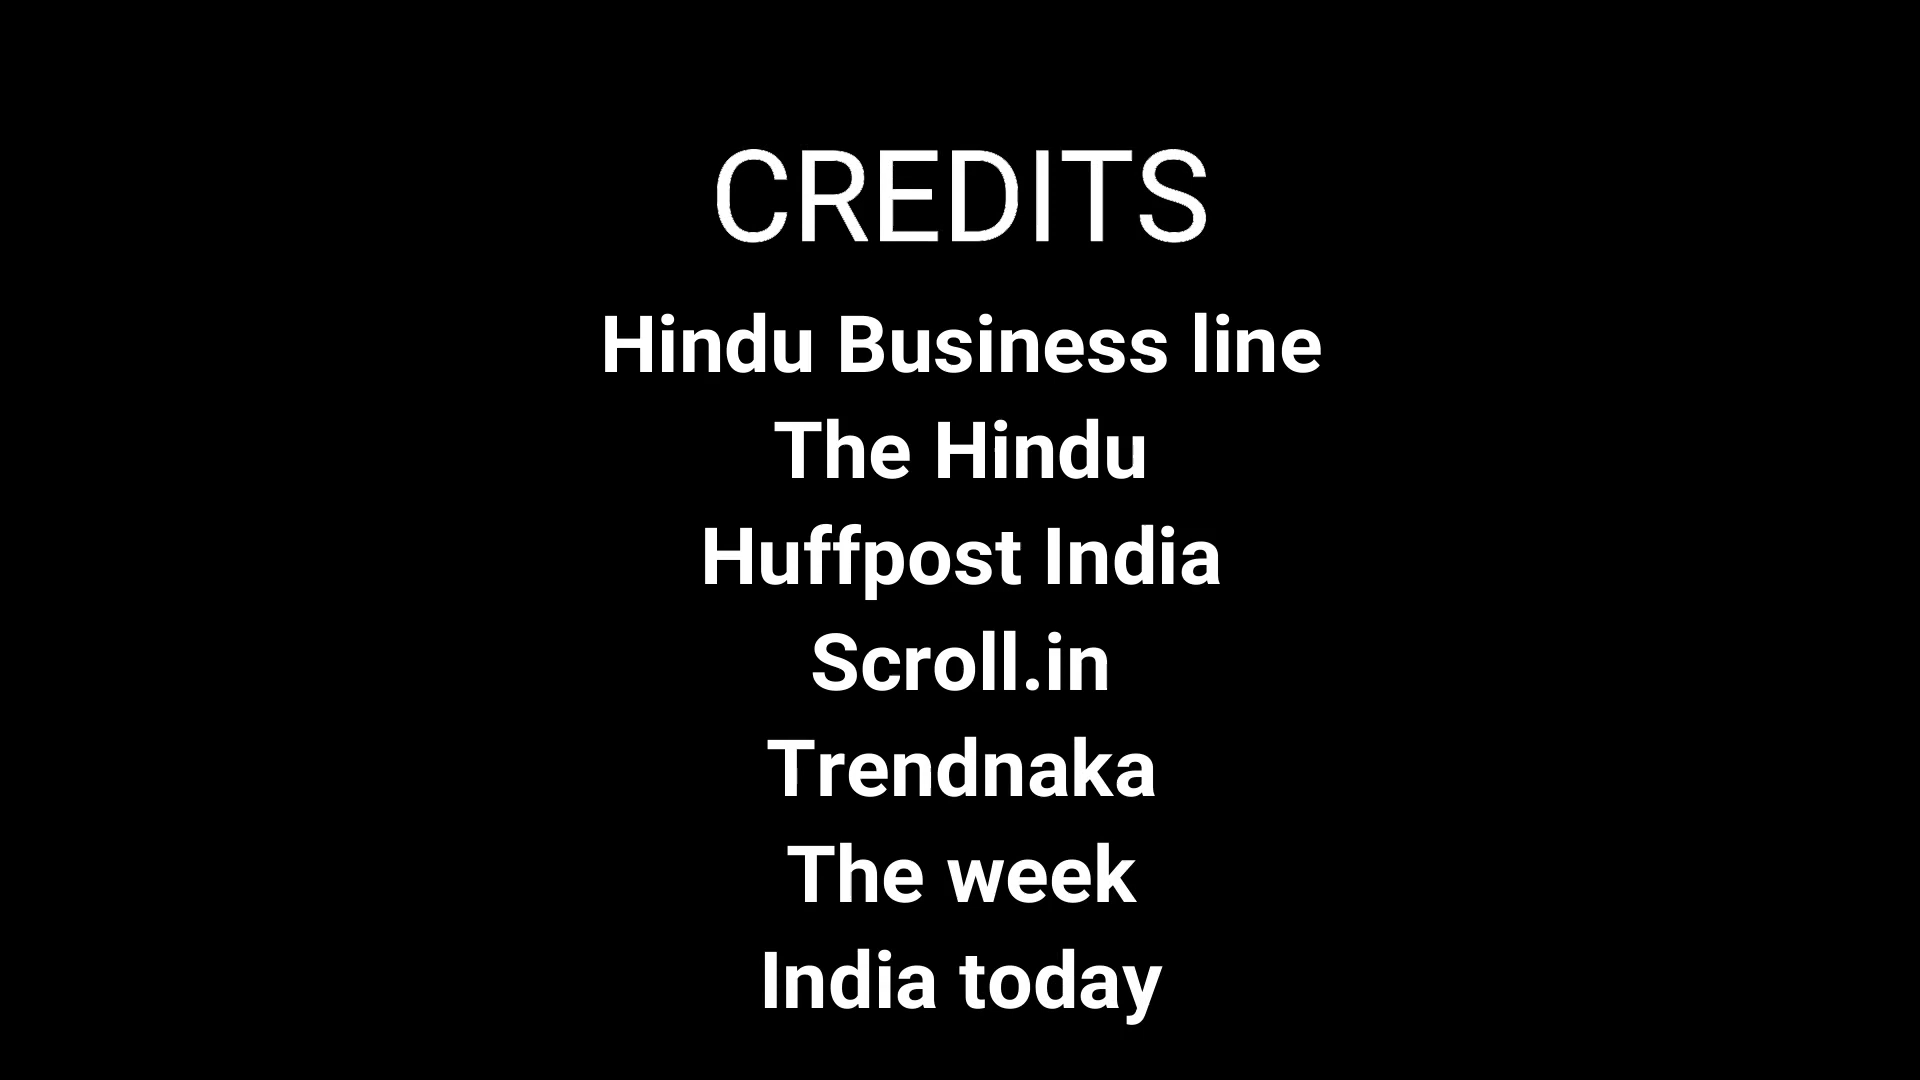 CREDITS
Hindu Business line
The Hindu
Huffpost India
Scroll.in
Trendnaka
The week
India today